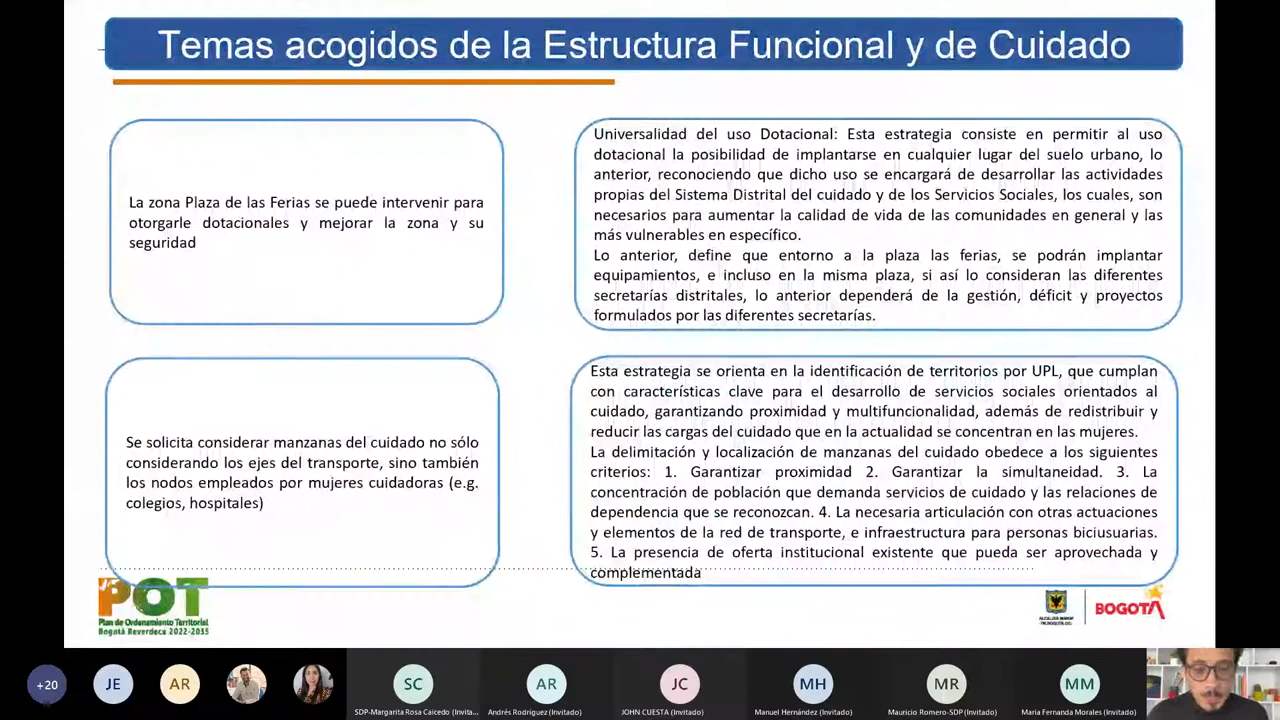 Temas acogidos de la Estructura Funcional y de Cuidado
La zona Plaza de las Ferias se puede intervenir para
otorgarle dotacionales y mejorar la zona y su
seguridad
Universalidad del uso Dotacional: Esta estrategia consiste en permitir al uso
dotacional la posibilidad de implantarse en cualquier lugar del suelo urbano, lo
anterior, reconociendo que dicho uso se encargará de desarrollar las actividades
propias del Sistema Distrital del cuidado y de los Servicios Sociales, los cuales, son
necesarios para aumentar la calidad de vida de las comunidades en general y las
más vulnerables en específico.
Lo anterior, define que entorno a la plaza las ferias, se podrán implantar
equipamientos, e incluso en la misma plaza, si así lo consideran las diferentes
secretarías distritales, lo anterior dependerá de la gestión, déficit y proyectos
formulados por las diferentes secretarías.
Se solicita considerar manzanas del cuidado no sólo
considerando los ejes del transporte, sino también
los nodos empleados por mujeres cuidadoras (e.g.
colegios, hospitales)
Esta estrategia se orienta en la identificación de territorios por UPL, que cumplan
con características clave para el desarrollo de servicios sociales orientados al
cuidado, garantizando proximidad y multifuncionalidad, además de redistribuir y
reducir las cargas del cuidado que en la actualidad se concentran en las mujeres.
La delimitación y localización de manzanas del cuidado obedece a los siguientes
criterios: 1. Garantizar proximidad 2. Garantizar la simultaneidad. 3. La
concentración de población que demanda servicios de cuidado y las relaciones de
dependencia que se reconozcan. 4. La necesaria articulación con otras actuaciones
y elementos de la red de transporte, e infraestructura para personas biciusuarias.
5. La presencia de oferta institucional existente que pueda ser aprovechada y
complementada
POT
Plan de Ordenamiento Territorial
Bogotá Reverdece 2022-2035
ALCALDÍA MAYOR
DE BOGOTÁ D.C.
BOGOTÁ
+20
JE
AR
SC
SDP-Margarita Rosa Caicedo (Invita...
AR
Andrés Rodríguez (Invitado)
JC
JOHN CUESTA (Invitado)
MH
Manuel Hernández (Invitado)
MR
Mauricio Romero-SDP (Invitado)
MM
Maria Fernanda Morales (Invitado)